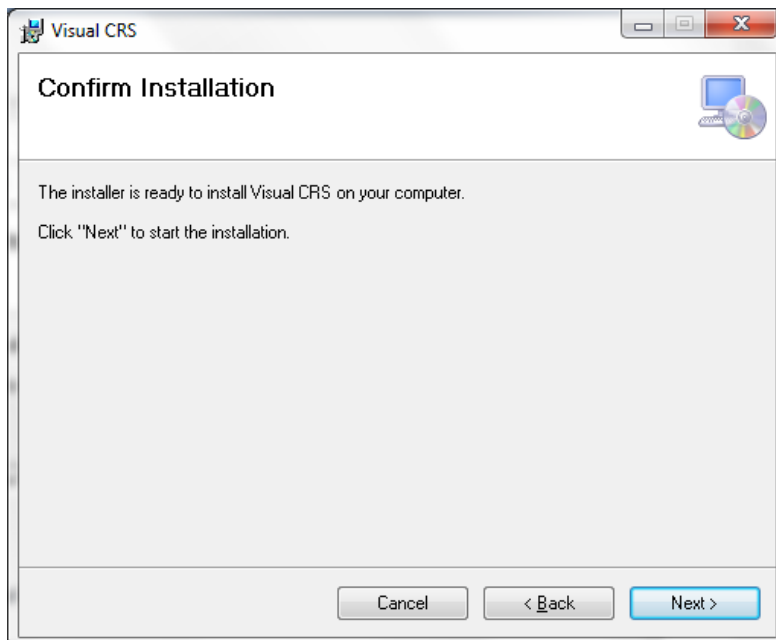 Visual CRS
Confirm Installation
The installer is ready to install Visual CRS on your computer.
Click "Next" to start the installation.
Cancel
< Back
Next >